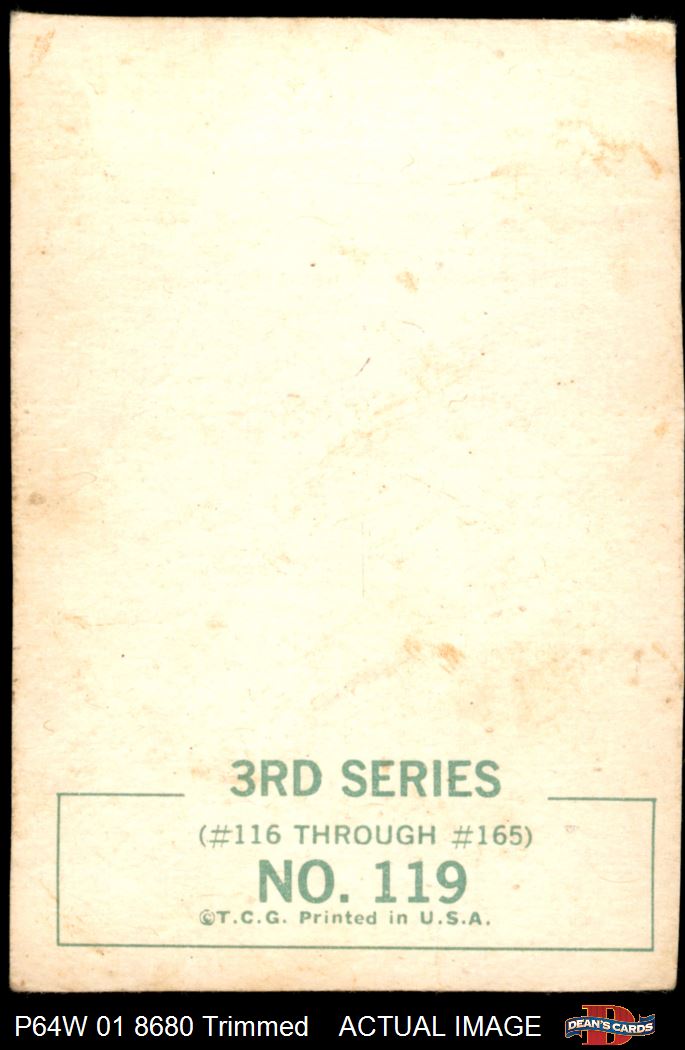 3RD SERIES
(#116 THROUGH #165)
NO. 119
©T.C.G. Printed in U.S.A.
P64W 01 8680 Trimmed ACTUAL IMAGE
DEAN'S CARDS